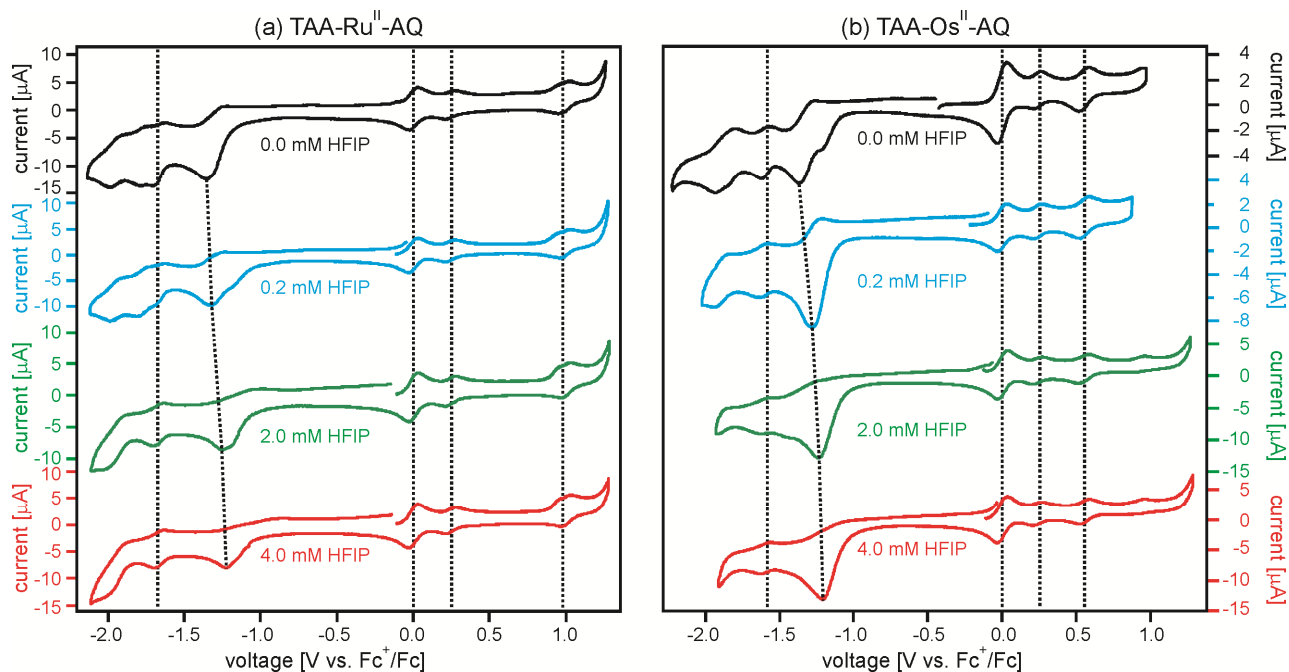 (a) TAA-Ruᴵᴵ-AQ
(b) TAA-Osᴵᴵ-AQ
10
5
0
-5
-10
-15
current [µA]
0.0 mM HFIP
10
5
0
-5
-10
current [µA]
0.2 mM HFIP
10
5
0
-5
-10
current [µA]
2.0 mM HFIP
10
5
0
-5
-10
-15
current [µA]
4.0 mM HFIP
-2.0 -1.5 -1.0 -0.5 0.0 0.5 1.0
voltage [V vs. Fc⁺/Fc]
4
2
0
-2
-4
current [µA]
0.0 mM HFIP
4
2
0
-2
-4
-6
-8
current [µA]
0.2 mM HFIP
5
0
-5
-10
-15
current [µA]
2.0 mM HFIP
5
0
-5
-10
-15
current [µA]
4.0 mM HFIP
-2.0 -1.5 -1.0 -0.5 0.0 0.5 1.0
voltage [V vs. Fc⁺/Fc]